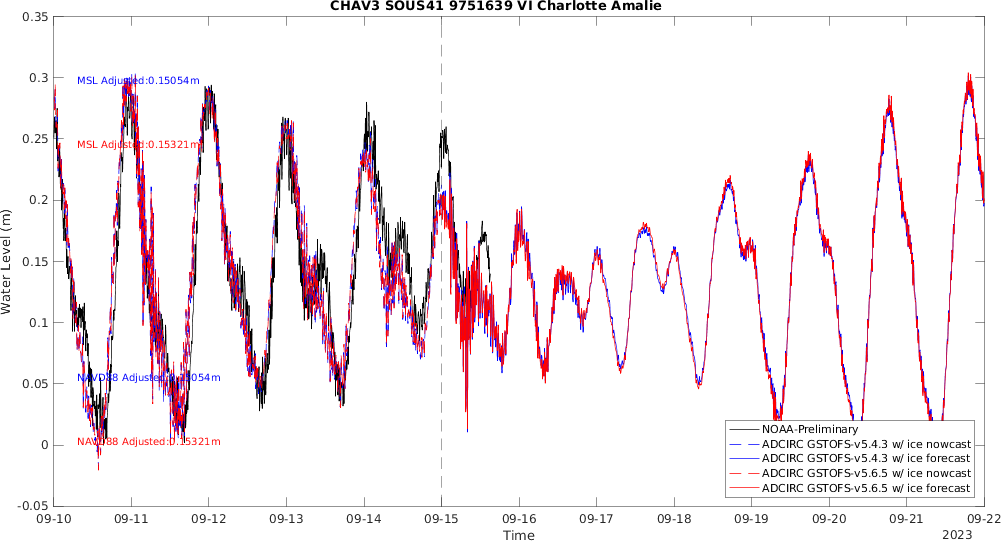 CHAV3 SOUS41 9751639 VI Charlotte Amalie
0.35
0.3
0.25
0.2
0.15
0.1
0.05
0
-0.05
Water Level (m)
MSL Adjusted:0.15054m
MSL Adjusted:0.15321m
NAVD88 Adjusted:0.15054m
NAVD88 Adjusted:0.15321m
NOAA-Preliminary
ADCIRC GSTOFS-v5.4.3 w/ ice nowcast
ADCIRC GSTOFS-v5.4.3 w/ ice forecast
ADCIRC GSTOFS-v5.6.5 w/ ice nowcast
ADCIRC GSTOFS-v5.6.5 w/ ice forecast
09-10 09-11 09-12 09-13 09-14 09-15 09-16 09-17 09-18 09-19 09-20 09-21 09-22
Time
2023